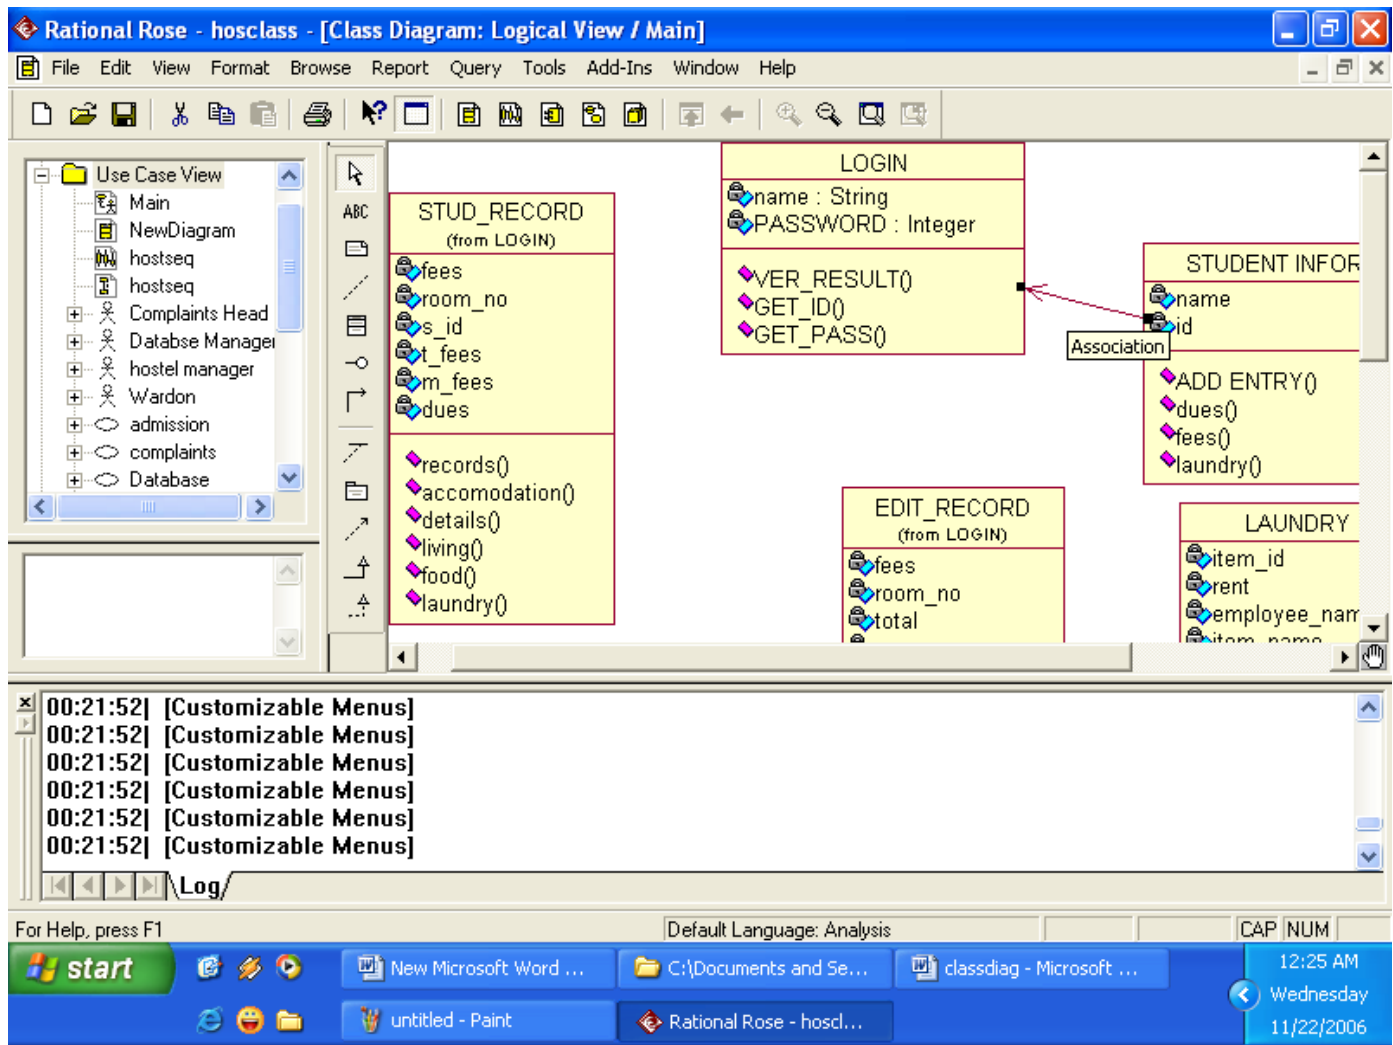 Rational Rose - hosclass - [Class Diagram: Logical View / Main]
File Edit View Format Browse Report Query Tools Add-Ins Window Help
Use Case View
Main
NewDiagram
hostseq
hostseq
Complaints Head
Databse Manager
hostel manager
Wardon
admission
complaints
Database
ABC
STUD_RECORD
(from LOGIN)
fees
room_no
s_id
t_fees
m_fees
dues
records()
accomodation()
details()
living()
food()
laundry()
LOGIN
name : String
PASSWORD : Integer
VER_RESULT()
GET_ID()
GET_PASS()
Association
STUDENT INFOR
name
id
ADD ENTRY()
dues()
fees()
laundry()
EDIT_RECORD
(from LOGIN)
fees
room_no
total
LAUNDRY
item_id
rent
employee_nam
item_name
00:21:52| [Customizable Menus]
00:21:52| [Customizable Menus]
00:21:52| [Customizable Menus]
00:21:52| [Customizable Menus]
00:21:52| [Customizable Menus]
00:21:52| [Customizable Menus]
Log
For Help, press F1
Default Language: Analysis
CAP NUM
start
New Microsoft Word ...
C:\Documents and Se...
classdiag - Microsoft ...
untitled - Paint
Rational Rose - hoscl...
12:25 AM
Wednesday
11/22/2006